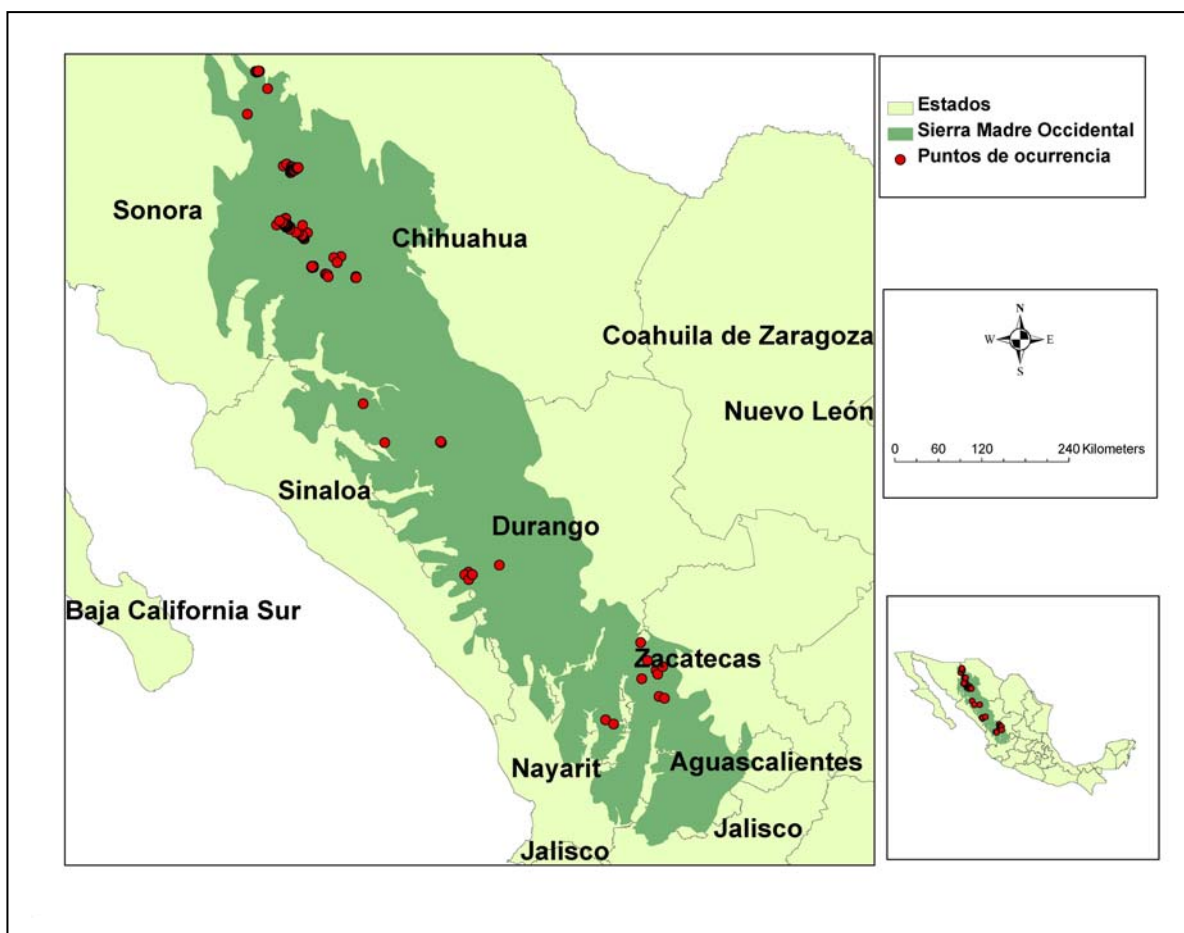 Estados
Sierra Madre Occidental
Puntos de ocurrencia
Sonora
Chihuahua
Coahuila de Zaragoza
Nuevo León
Sinaloa
Durango
Baja California Sur
Zacatecas
Nayarit
Aguascalientes
Jalisco
Jalisco
N
W E
S
0 60 120 240 Kilometers